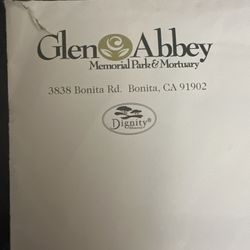 Glen Abbey
Memorial Park & Mortuary
3838 Bonita Rd. Bonita, CA 91902
Dignity®